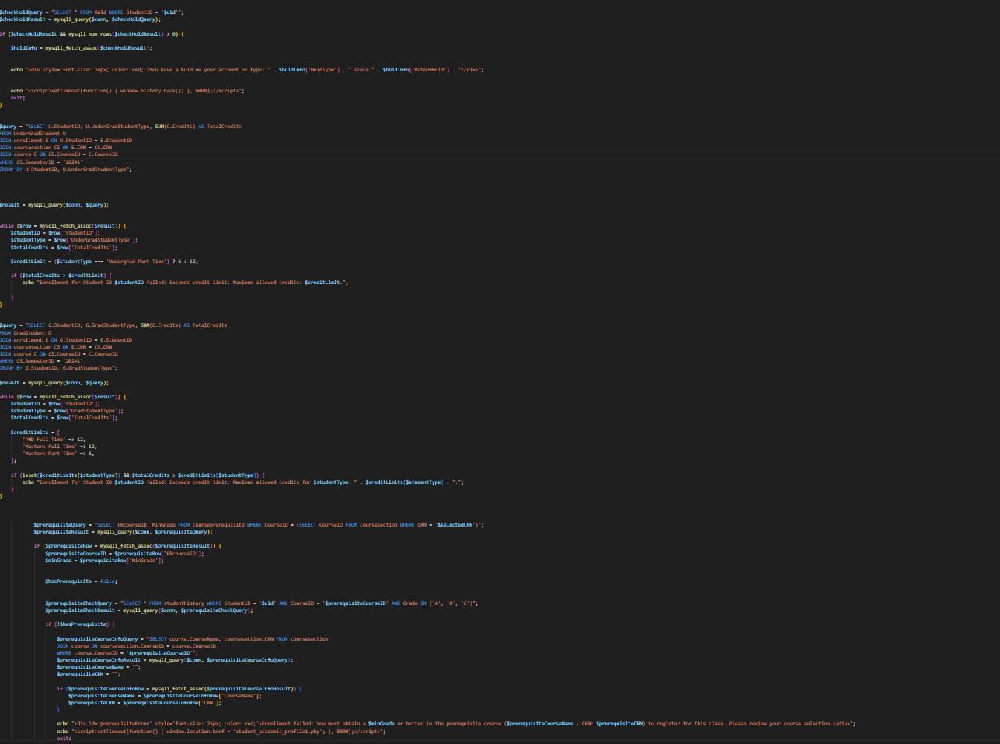 $checkHoldQuery = "SELECT * FROM Hold WHERE StudentID = '$uid'";
$checkHoldResult = mysqli_query($conn, $checkHoldQuery);
if ($checkHoldResult && mysqli_num_rows($checkHoldResult) > 0) {
$holdInfo = mysqli_fetch_assoc($checkHoldResult);
echo "<div style='font-size: 24px; color: red;'>You have a hold on your account of type: " . $holdInfo['HoldType'] . " since " . $holdInfo['DateOfHold'] . "</div>";
echo "<script>setTimeout(function() { window.history.back(); }, 6000);</script>";
exit;
}
$query = "SELECT U.StudentID, U.UnderGradStudentType, SUM(C.Credits) AS TotalCredits
FROM UnderGradStudent U
JOIN enrollment E ON U.StudentID = E.StudentID
JOIN coursesection CS ON E.CRN = CS.CRN
JOIN course C ON CS.CourseID = C.CourseID
WHERE CS.SemesterID = '20241'
GROUP BY U.StudentID, U.UnderGradStudentType";
$result = mysqli_query($conn, $query);
while ($row = mysqli_fetch_assoc($result)) {
$studentID = $row['StudentID'];
$studentType = $row['UnderGradStudentType'];
$totalCredits = $row['TotalCredits'];
$creditLimit = ($studentType === 'Undergrad Part Time') ? 6 : 12;
if ($totalCredits > $creditLimit) {
echo "Enrollment for Student ID $studentID failed: Exceeds credit limit. Maximum allowed credits: $creditLimit.";
}
}
$query = "SELECT G.StudentID, G.GradStudentType, SUM(C.Credits) AS TotalCredits
FROM GradStudent G
JOIN enrollment E ON G.StudentID = E.StudentID
JOIN coursesection CS ON E.CRN = CS.CRN
JOIN course C ON CS.CourseID = C.CourseID
WHERE CS.SemesterID = '20241'
GROUP BY G.StudentID, G.GradStudentType";
$result = mysqli_query($conn, $query);
while ($row = mysqli_fetch_assoc($result)) {
$studentID = $row['StudentID'];
$studentType = $row['GradStudentType'];
$totalCredits = $row['TotalCredits'];
$creditLimits = [
'PHD Full Time' => 12,
'Masters Full Time' => 12,
'Masters Part Time' => 6,
];
if (isset($creditLimits[$studentType]) && $totalCredits > $creditLimits[$studentType]) {
echo "Enrollment for Student ID $studentID failed: Exceeds credit limit. Maximum allowed credits for $studentType: " . $creditLimits[$studentType] . ".";
}
}
$prerequisiteQuery = "SELECT PRcourseID, MinGrade FROM courseprerequisite WHERE CourseID = (SELECT CourseID FROM coursesection WHERE CRN = '$selectedCRN')";
$prerequisiteResult = mysqli_query($conn, $prerequisiteQuery);
if ($prerequisiteRow = mysqli_fetch_assoc($prerequisiteResult)) {
$prerequisiteCourseID = $prerequisiteRow['PRcourseID'];
$minGrade = $prerequisiteRow['MinGrade'];
$hasPrerequisite = false;
$prerequisiteCheckQuery = "SELECT * FROM studenthistory WHERE StudentID = '$uid' AND CourseID = '$prerequisiteCourseID' AND Grade IN ('A', 'B', 'C')";
$prerequisiteCheckResult = mysqli_query($conn, $prerequisiteCheckQuery);
if (!$hasPrerequisite) {
$prerequisiteCourseInfoQuery = "SELECT course.CourseName, coursesection.CRN FROM coursesection
JOIN course ON coursesection.CourseID = course.CourseID
WHERE course.CourseID = '$prerequisiteCourseID'";
$prerequisiteCourseInfoResult = mysqli_query($conn, $prerequisiteCourseInfoQuery);
$prerequisiteCourseName = "";
$prerequisiteCRN = "";
if ($prerequisiteCourseInfoRow = mysqli_fetch_assoc($prerequisiteCourseInfoResult)) {
$prerequisiteCourseName = $prerequisiteCourseInfoRow['CourseName'];
$prerequisiteCRN = $prerequisiteCourseInfoRow['CRN'];
}
echo "<div id='prerequisiteError' style='font-size: 25px; color: red;'>Enrollment failed: You must obtain a $minGrade or better in the prerequisite course ($prerequisiteCourseName - CRN: $prerequisiteCRN) to register for this class. Please review your course selection.</div>";
echo "<script>setTimeout(function() { window.location.href = 'student_academic_profile1.php'; }, 8000);</script>";
exit;